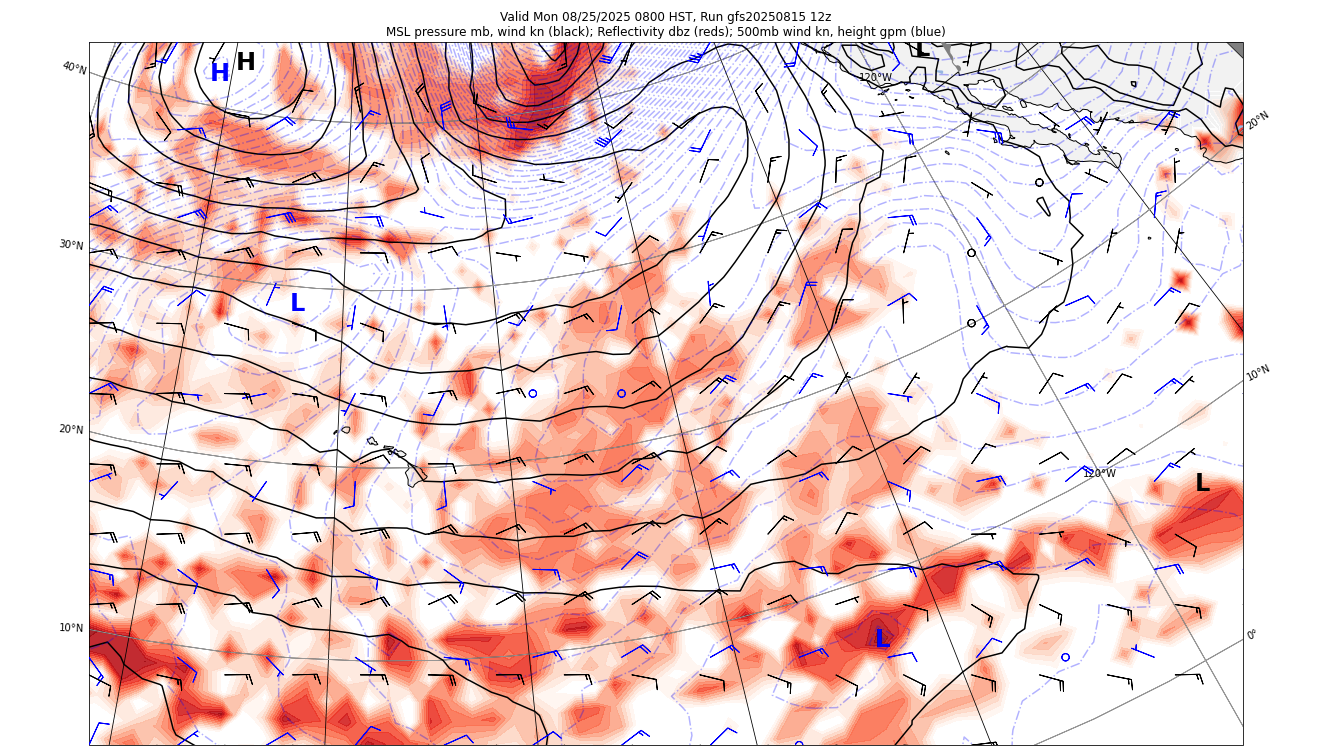 Valid Mon 08/25/2025 0800 HST, Run gfs20250815 12z
MSL pressure mb, wind kn (black); Reflectivity dbz (reds); 500mb wind kn, height gpm (blue)
L
H H
40°N
120°W
20°N
30°N
L
10°N
20°N
120°W
L
10°N
L
0°